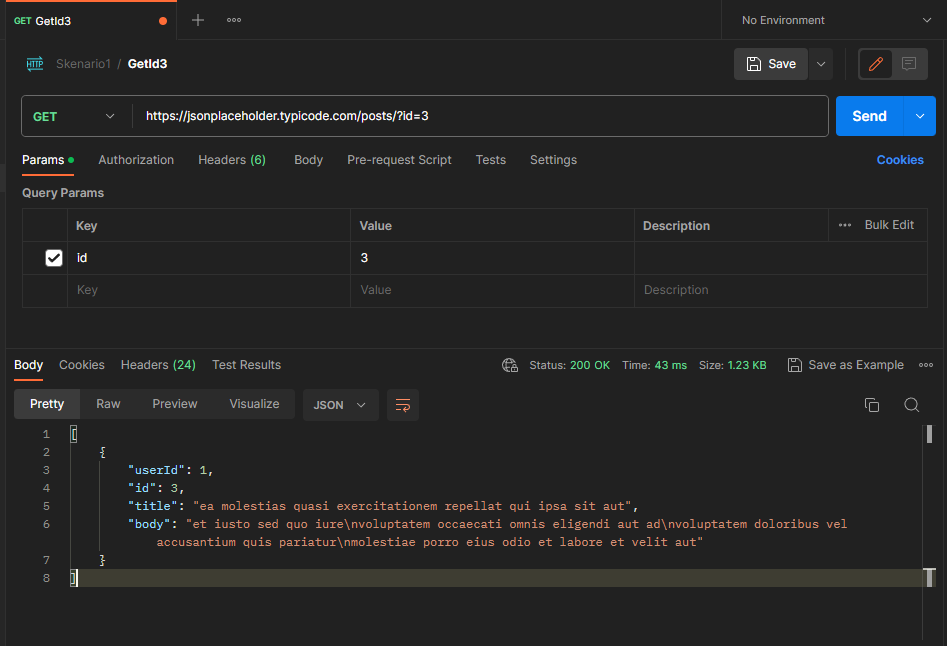 GET GetId3
No Environment
HTTP Skenario1 / GetId3 Save
GET https://jsonplaceholder.typicode.com/posts/?id=3 Send
Params Authorization Headers (6) Body Pre-request Script Tests Settings Cookies
Query Params
Key Value Description Bulk Edit
id 3
Key Value Description
Body Cookies Headers (24) Test Results Status: 200 OK Time: 43 ms Size: 1.23 KB Save as Example
Pretty Raw Preview Visualize JSON
1 [
2 {
3 "userId": 1,
4 "id": 3,
5 "title": "ea molestias quasi exercitationem repellat qui ipsa sit aut",
6 "body": "et iusto sed quo iure\nvoluptatem occaecati omnis eligendi aut ad\nvoluptatem doloribus vel
accusantium quis pariatur\nmolestiae porro eius odio et labore et velit aut"
7 }
8 ]